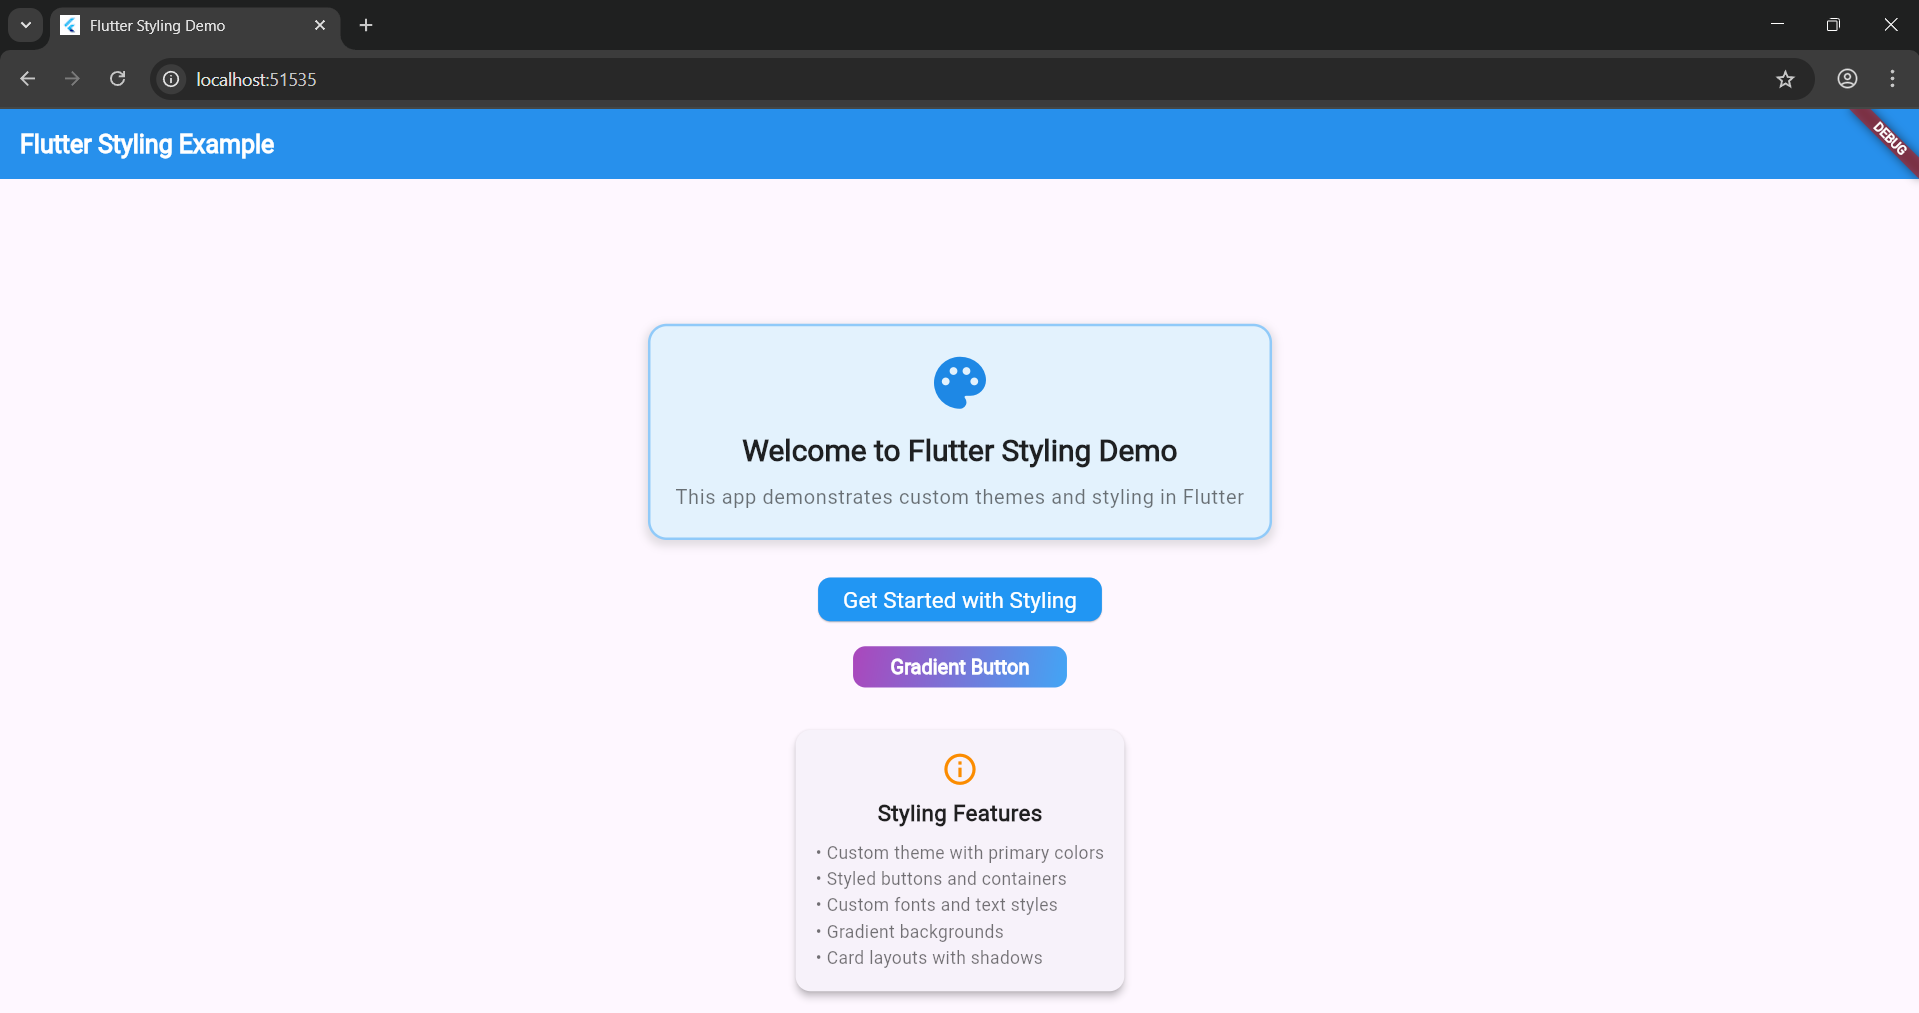 Flutter Styling Demo
localhost:51535
Flutter Styling Example
DEBUG
Welcome to Flutter Styling Demo
This app demonstrates custom themes and styling in Flutter
Get Started with Styling
Gradient Button
Styling Features
• Custom theme with primary colors
• Styled buttons and containers
• Custom fonts and text styles
• Gradient backgrounds
• Card layouts with shadows